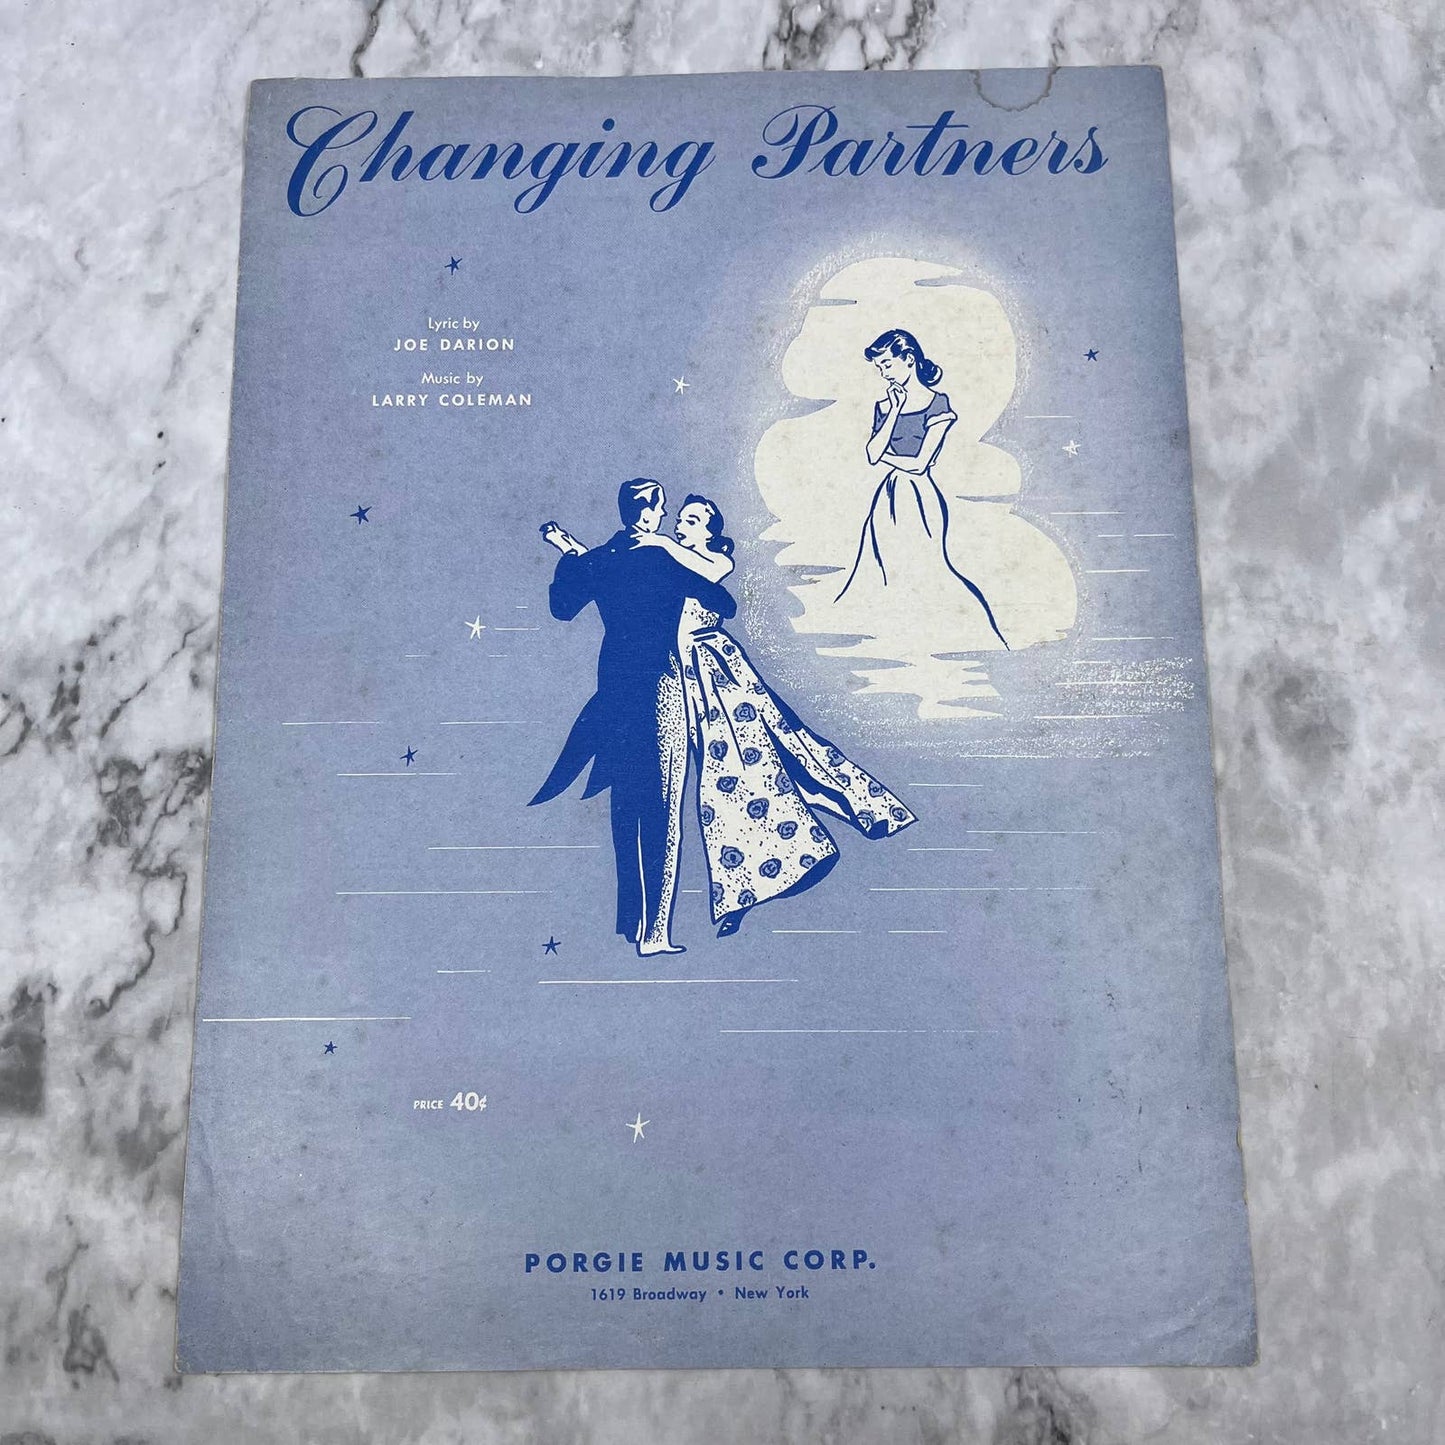 Changing Partners
Lyric by
JOE DARION
Music by
LARRY COLEMAN
PRICE 40¢
PORGIE MUSIC CORP.
1619 Broadway • New York